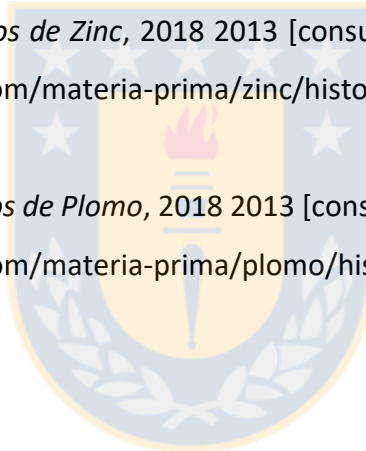 os de Zinc, 2018 2013 [consu
om/materia-prima/zinc/histo
os de Plomo, 2018 2013 [cons
om/materia-prima/plomo/his